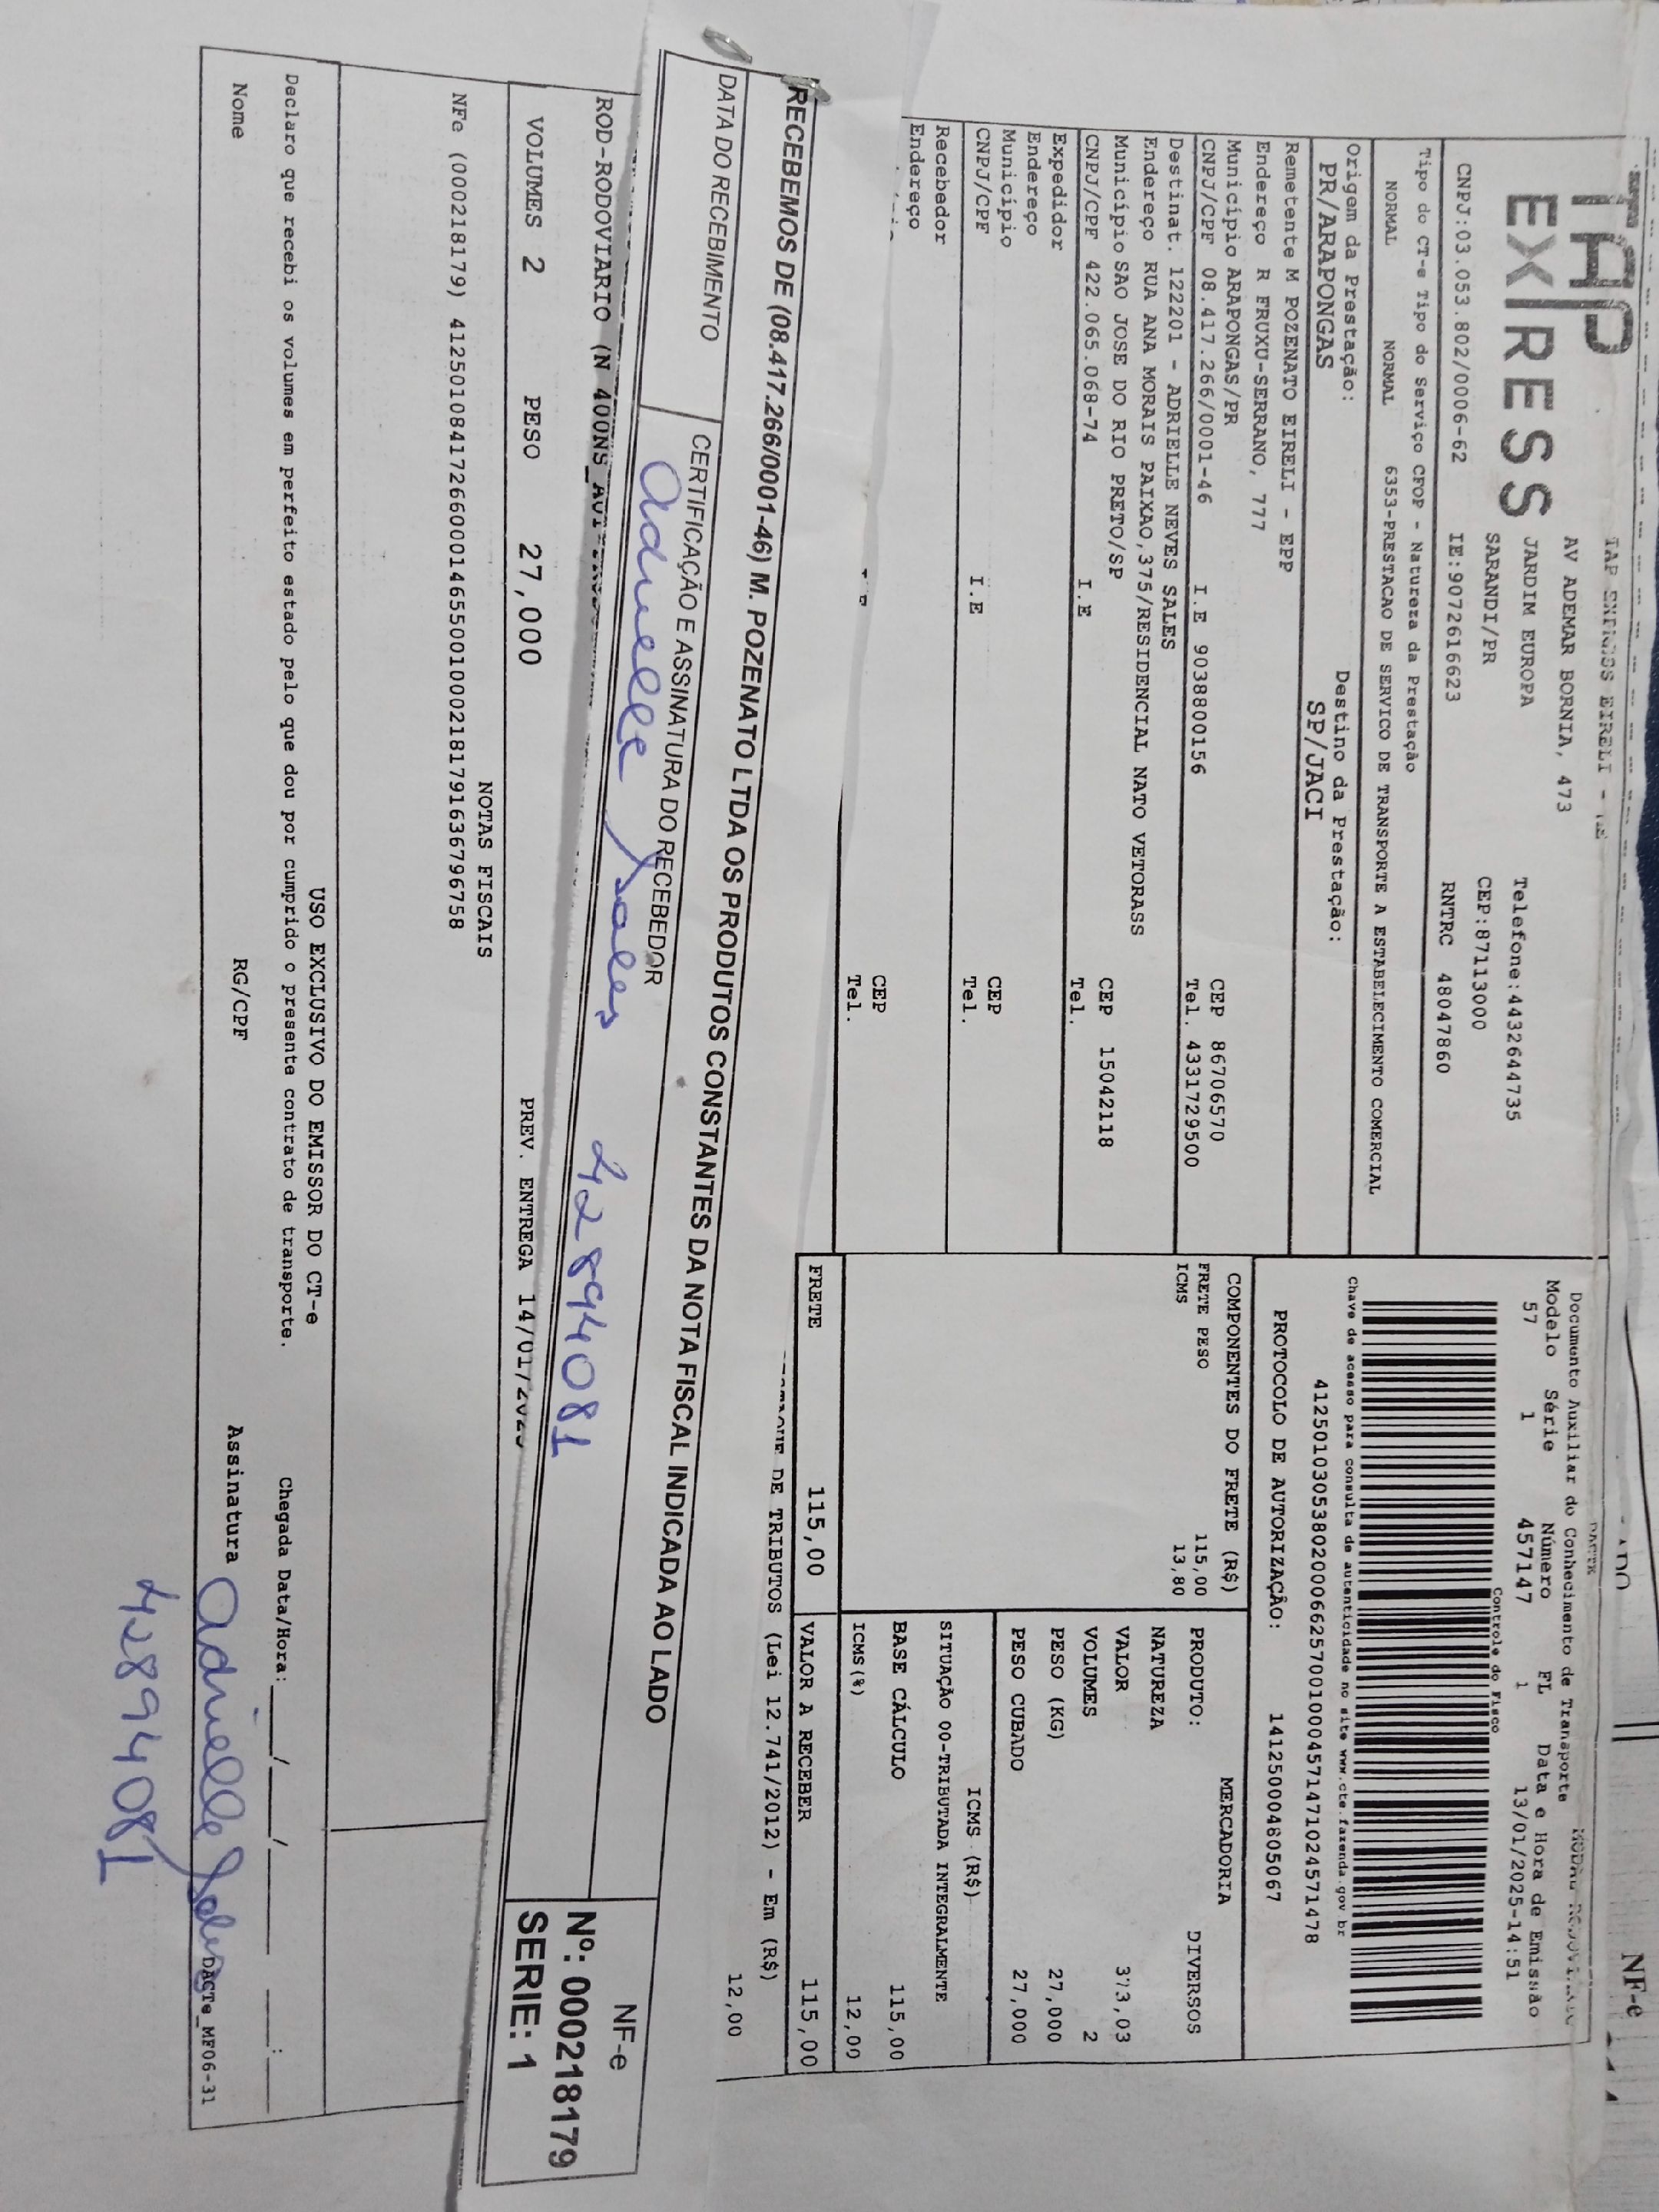 TAP
EXPRESS
AV ADEMAR BORNIA, 473
JARDIM EUROPA
Telefone:4432644735
SARANDI/PR
CEP:87113000
CNPJ:03.053.802/0006-62 IE:9072616623 RNTRC 48047860
Tipo do CT-e Tipo do Serviço CFOP - Natureza da Prestação
NORMAL NORMAL 6353-PRESTACAO DE SERVICO DE TRANSPORTE A ESTABELECIMENTO COMERCIAL
Origem da Prestação: Destino da Prestação:
PR/ARAPONGAS SP/JACI
Remetente M POZENATO EIRELI - EPP
Endereço R FRUXU-SERRANO, 777
Município ARAPONGAS/PR CEP 86706570
CNPJ/CPF 08.417.266/0001-46 I.E 9038800156 Tel. 4331729500
Destinat. 122201 - ADRIELLE NEVES SALES
Endereço RUA ANA MORAIS PAIXAO,375/RESIDENCIAL NATO VETORASS
Município SAO JOSE DO RIO PRETO/SP CEP 15042118
CNPJ/CPF 422.065.068-74 I.E Tel.
Expedidor
Endereço
Município CEP
CNPJ/CPF I.E Tel.
Recebedor
Endereço
CEP
Tel.
NF-e
DACTE
Documento Auxiliar do Conhecimento de Transporte
Modelo Série Número FL Data e Hora de Emissão
57 1 457147 1 13/01/2025-14:51
Controle do Fisco
Chave de acesso para consulta de autenticidade no site www.cte.fazenda.gov.br
41250103053802000662570010004571471024571478
PROTOCOLO DE AUTORIZAÇÃO: 141250004805067
COMPONENTES DO FRETE (R$)
FRETE PESO 115,00
ICMS 13,80
MERCADORIA
PRODUTO: DIVERSOS
NATUREZA
VALOR 373,03
VOLUMES 2
PESO (KG) 27,000
PESO CUBADO 27,000
ICMS (R$)
SITUAÇÃO 00-TRIBUTADA INTEGRALMENTE
BASE CÁLCULO 115,00
ICMS(%) 12,00
FRETE 115,00 VALOR A RECEBER 115,00
DE TRIBUTOS (Lei 12.741/2012) - Em (R$)
12,00
RECEBEMOS DE (08.417.266/0001-46) M. POZENATO LTDA OS PRODUTOS CONSTANTES DA NOTA FISCAL INDICADA AO LADO
DATA DO RECEBIMENTO CERTIFICAÇÃO E ASSINATURA DO RECEBEDOR
Adrielle Sales 42894081
NF-e
Nº: 000218179
SERIE: 1
ROD-RODOVIARIO (N
VOLUMES 2 PESO 27,000 PREV. ENTREGA 14/01/2025
NOTAS FISCAIS
NFe (000218179) 41250108417266000146550010002181791636796758
USO EXCLUSIVO DO EMISSOR DO CT-e
Declaro que recebi os volumes em perfeito estado pelo que dou por cumprido o presente contrato de transporte. Chegada Data/Hora: ___/___/___ ___:___
Nome RG/CPF Assinatura Adrielle Sales
DACTe_MF06-31
42894081